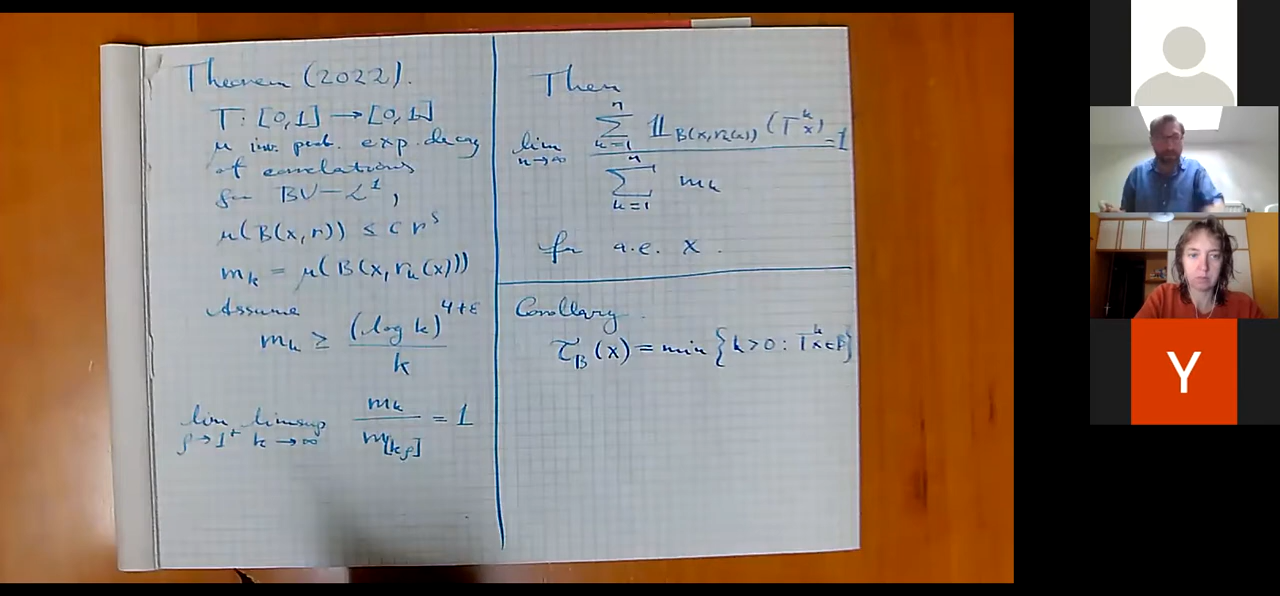 Theorem (2022).
T: [0,1] → [0,1]
μ inv. prob. exp. decay
of correlations
for BV − L¹,
μ(B(x,r)) ≤ c r^s
m_k = μ(B(x, r_k(x)))
Assume
m_k ≥ (log k)^{4+ε} / k
lim_{ρ→1⁺} limsup_{k→∞} m_k / m_{[kρ]} = 1
Then
lim_{n→∞} ∑_{k=1}^{n} 𝟙_{B(x,r_k(x))}(T^k x) / ∑_{k=1}^{n} m_k = 1
for a.e. x.
Corollary.
τ_B(x) = min {k>0 : T^k x ∈ B}
Y